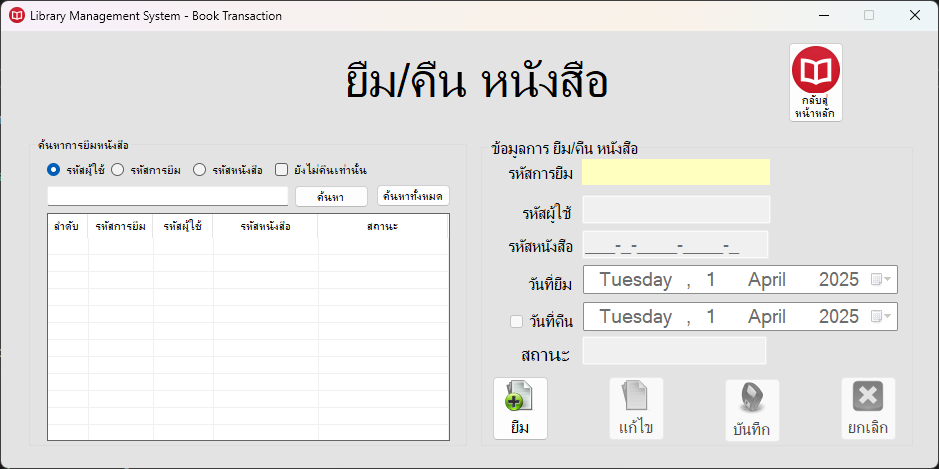 Library Management System - Book Transaction
ยืม/คืน หนังสือ
กลับสู่
หน้าหลัก
ค้นหาการยืมหนังสือ
รหัสผู้ใช้ รหัสการยืม รหัสหนังสือ ยังไม่คืนเท่านั้น
ค้นหา ค้นหาทั้งหมด
ลำดับ รหัสการยืม รหัสผู้ใช้ รหัสหนังสือ สถานะ
ข้อมูลการ ยืม/คืน หนังสือ
รหัสการยืม
รหัสผู้ใช้
รหัสหนังสือ ___-_-____-____-_
วันที่ยืม Tuesday , 1 April 2025
วันที่คืน Tuesday , 1 April 2025
สถานะ
ยืม แก้ไข บันทึก ยกเลิก